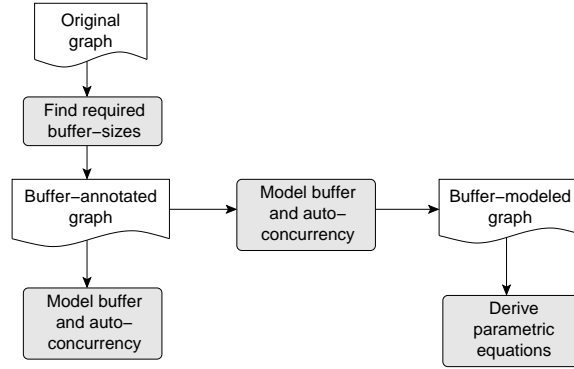 Original
graph
Find required
buffer−sizes
Buffer−annotated
graph
Model buffer
and auto−
concurrency
Buffer−modeled
graph
Model buffer
and auto−
concurrency
Derive
parametric
equations